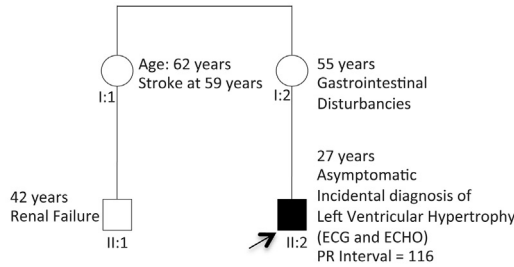 Age: 62 years
Stroke at 59 years
I:1
55 years
Gastrointestinal
Disturbancies
I:2
42 years
Renal Failure
II:1
27 years
Asymptomatic
Incidental diagnosis of
Left Ventricular Hypertrophy
(ECG and ECHO)
PR Interval = 116
II:2